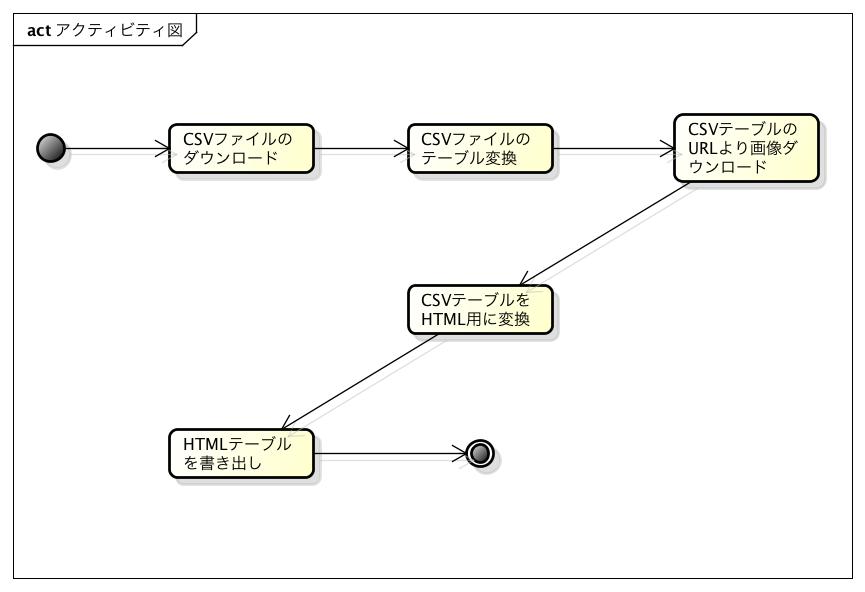 act アクティビティ図
CSVファイルの
ダウンロード
CSVファイルの
テーブル変換
CSVテーブルの
URLより画像ダ
ウンロード
CSVテーブルを
HTML用に変換
HTMLテーブル
を書き出し